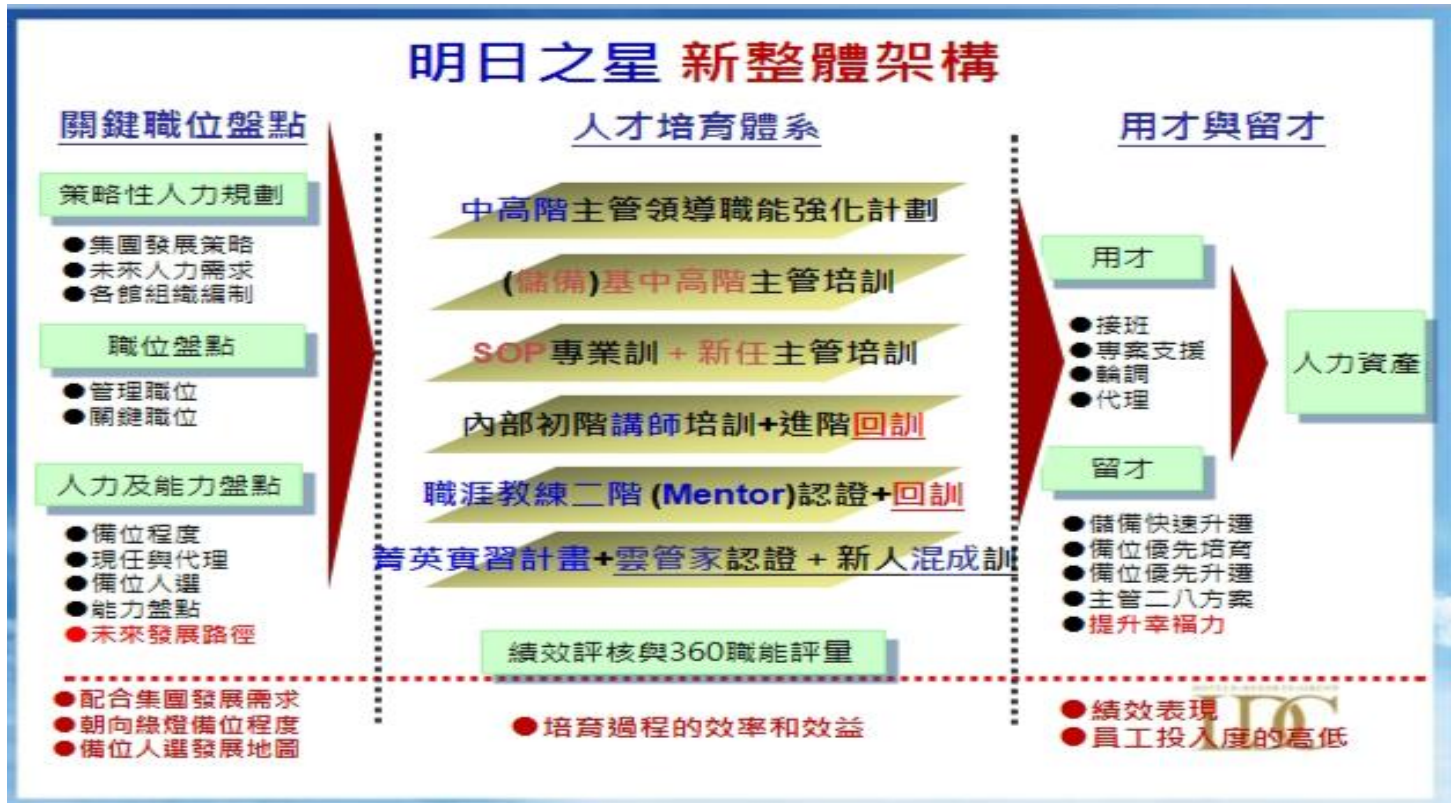 明日之星 新整體架構
關鍵職位盤點
策略性人力規劃
●集團發展策略
●未來人力需求
●各館組織編制
職位盤點
●管理職位
●關鍵職位
人力及能力盤點
●備位程度
●現任與代理
●備位人選
●能力盤點
●未來發展路徑
●配合集團發展需求
●朝向綠燈備位程度
●備位人選發展地圖
人才培育體系
中高階主管領導職能強化計劃
(儲備)基中高階主管培訓
SOP專業訓+新任主管培訓
內部初階講師培訓+進階回訓
職涯教練二階(Mentor)認證+回訓
菁英實習計畫+雲管家認證+新人混成訓
績效評核與360職能評量
●培育過程的效率和效益
用才與留才
用才
●接班
●專案支援
●輪調
●代理
留才
●儲備快速升遷
●備位優先培育
●備位優先升遷
●主管二八方案
●提升幸福力
人力資產
●績效表現
●員工投入度的高低
LDC